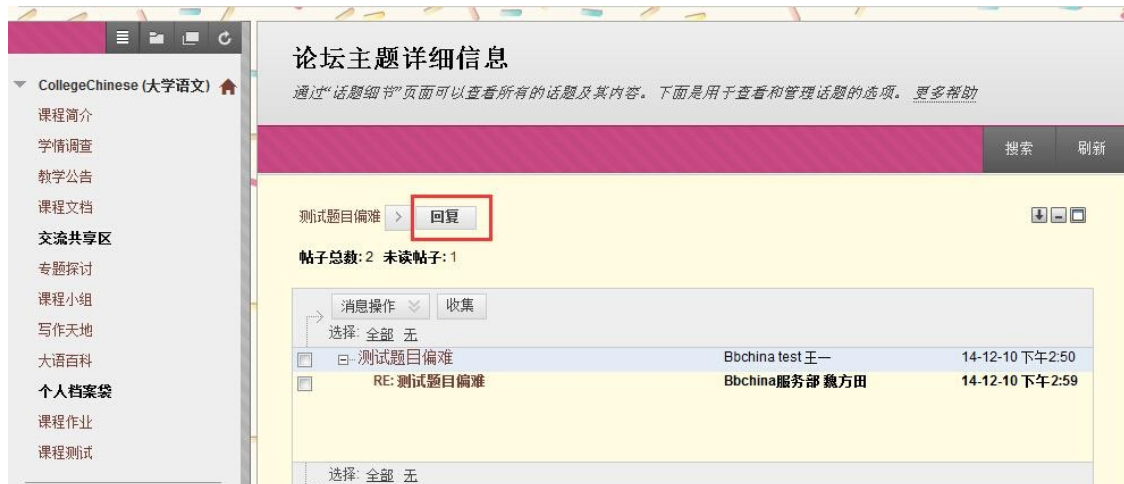 CollegeChinese (大学语文)
课程简介
学情调查
教学公告
课程文档
交流共享区
专题探讨
课程小组
写作天地
大语百科
个人档案袋
课程作业
课程测试
论坛主题详细信息
通过“话题细节”页面可以查看所有的话题及其内容。下面是用于查看和管理话题的选项。 更多帮助
搜索 刷新
测试题目偏难 > 回复
帖子总数: 2 未读帖子: 1
消息操作 收集
选择: 全部 无
测试题目偏难 Bbchina test 王一 14-12-10 下午2:50
RE: 测试题目偏难 Bbchina服务部 魏方田 14-12-10 下午2:59
选择: 全部 无